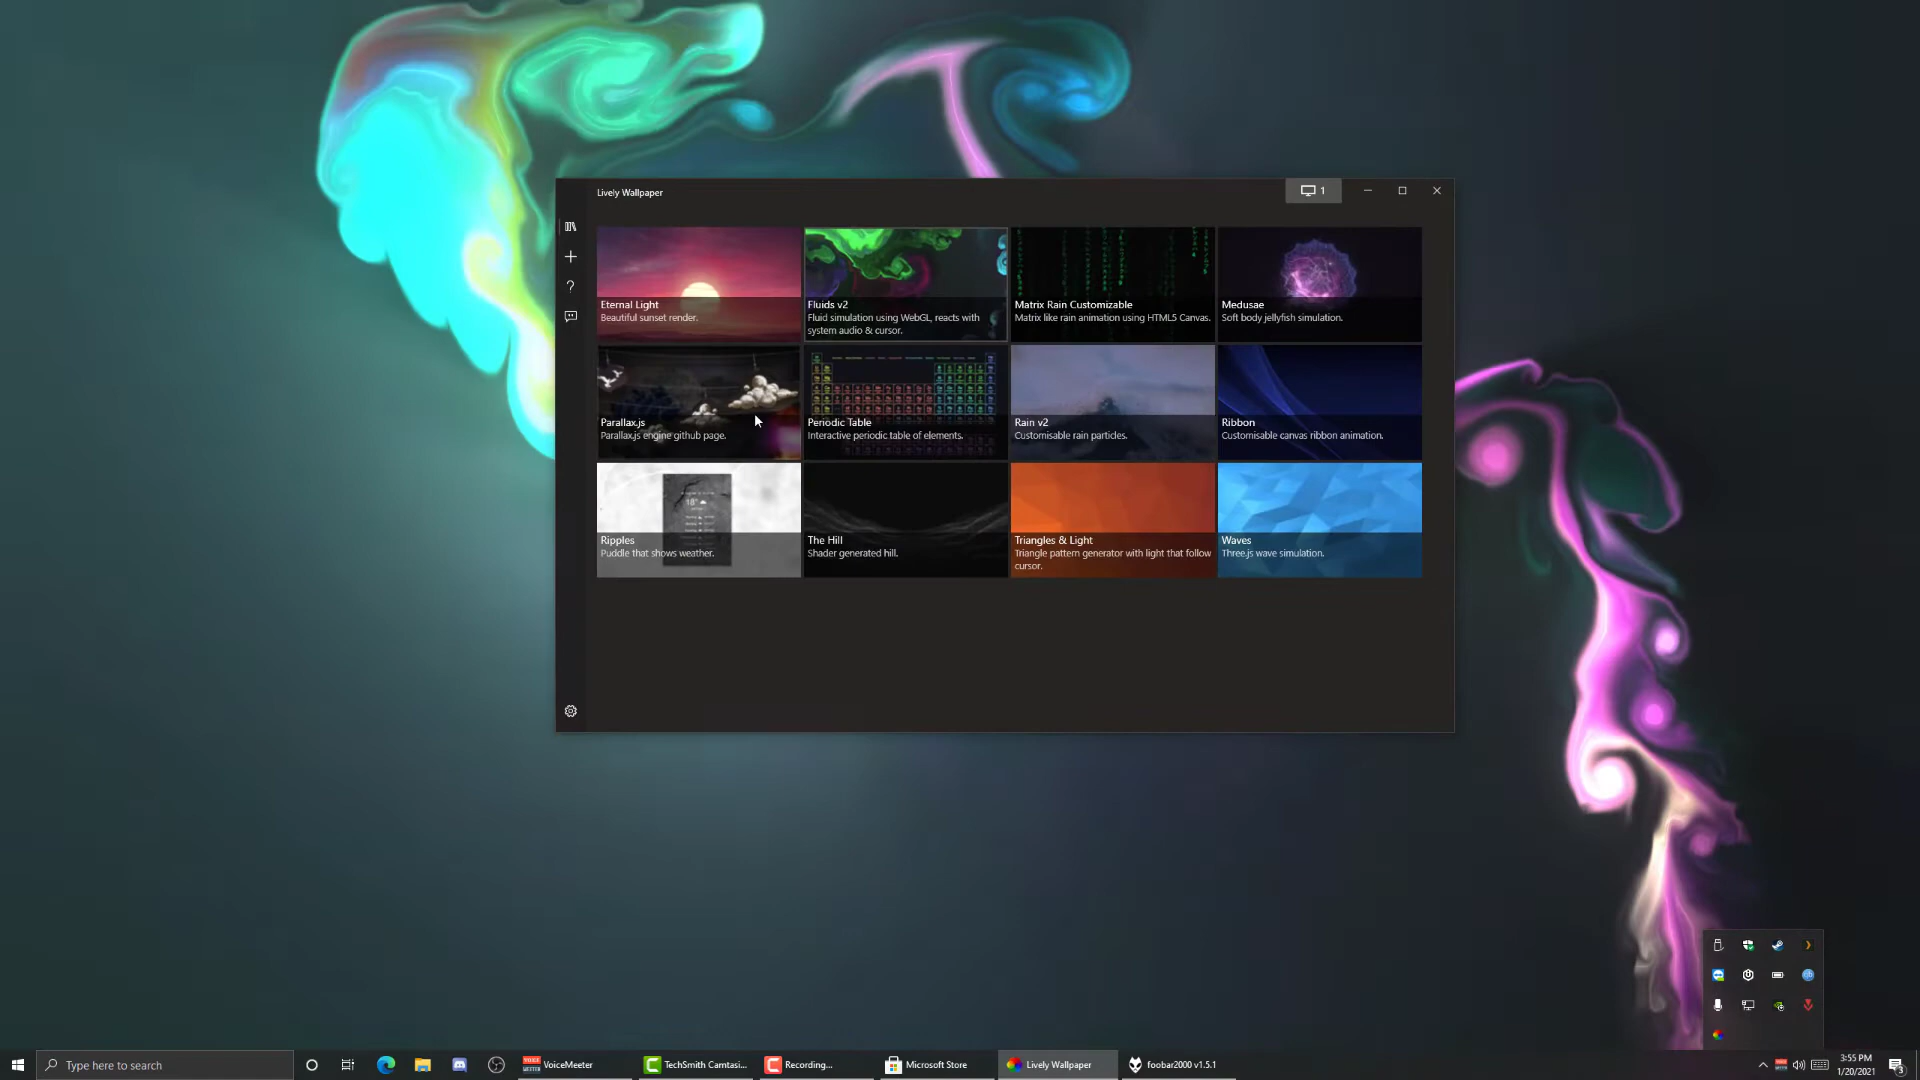 Lively Wallpaper
1
Eternal Light
Beautiful sunset render.
Fluids v2
Fluid simulation using WebGL, reacts with
system audio & cursor.
Matrix Rain Customizable
Matrix like rain animation using HTML5 Canvas.
Medusae
Soft body jellyfish simulation.
Parallax.js
Parallax.js engine github page.
Periodic Table
Interactive periodic table of elements.
Rain v2
Customisable rain particles.
Ribbon
Customisable canvas ribbon animation.
Ripples
Puddle that shows weather.
18°
The Hill
Shader generated hill.
Triangles & Light
Triangle pattern generator with light that follow
cursor.
Waves
Three.js wave simulation.
Type here to search
VoiceMeeter
TechSmith Camtasi...
Recording...
Microsoft Store
Lively Wallpaper
foobar2000 v1.5.1
3:55 PM
1/20/2021
3